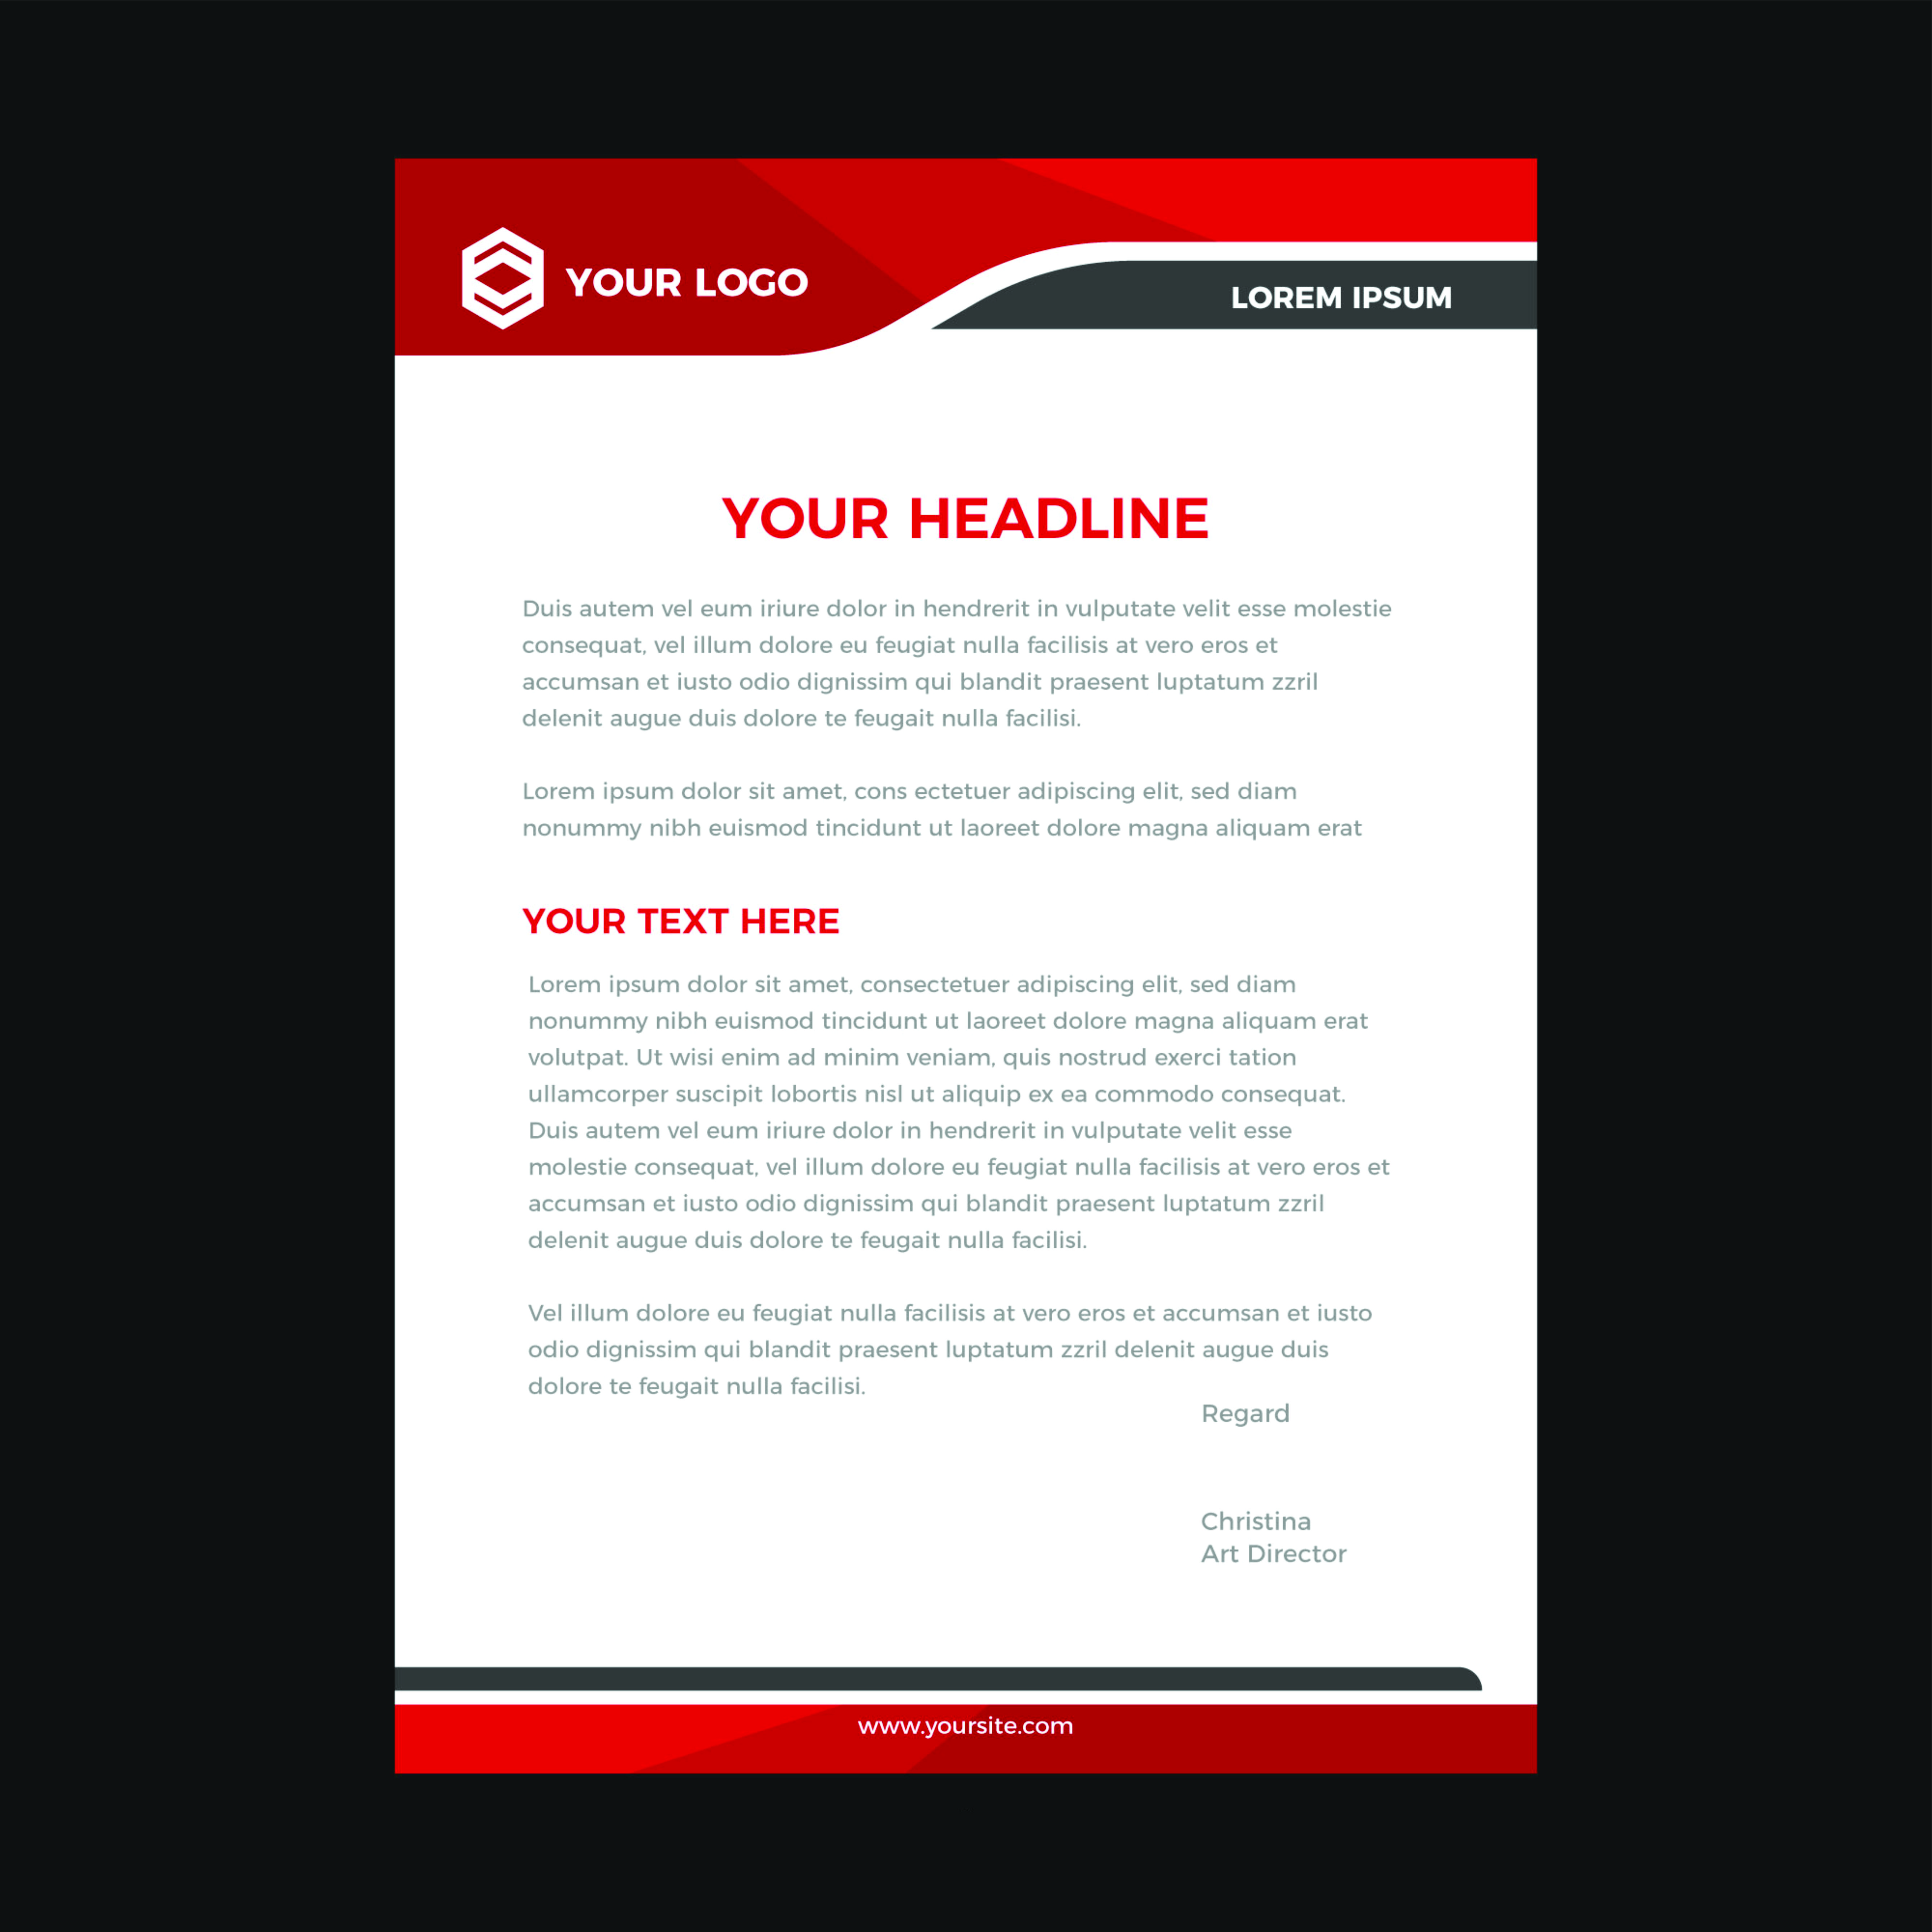 YOUR LOGO
LOREM IPSUM
YOUR HEADLINE
Duis autem vel eum iriure dolor in hendrerit in vulputate velit esse molestie
consequat, vel illum dolore eu feugiat nulla facilisis at vero eros et
accumsan et iusto odio dignissim qui blandit praesent luptatum zzril
delenit augue duis dolore te feugait nulla facilisi.
Lorem ipsum dolor sit amet, cons ectetuer adipiscing elit, sed diam
nonummy nibh euismod tincidunt ut laoreet dolore magna aliquam erat
YOUR TEXT HERE
Lorem ipsum dolor sit amet, consectetuer adipiscing elit, sed diam
nonummy nibh euismod tincidunt ut laoreet dolore magna aliquam erat
volutpat. Ut wisi enim ad minim veniam, quis nostrud exerci tation
ullamcorper suscipit lobortis nisl ut aliquip ex ea commodo consequat.
Duis autem vel eum iriure dolor in hendrerit in vulputate velit esse
molestie consequat, vel illum dolore eu feugiat nulla facilisis at vero eros et
accumsan et iusto odio dignissim qui blandit praesent luptatum zzril
delenit augue duis dolore te feugait nulla facilisi.
Vel illum dolore eu feugiat nulla facilisis at vero eros et accumsan et iusto
odio dignissim qui blandit praesent luptatum zzril delenit augue duis
dolore te feugait nulla facilisi.
Regard
Christina
Art Director
www.yoursite.com